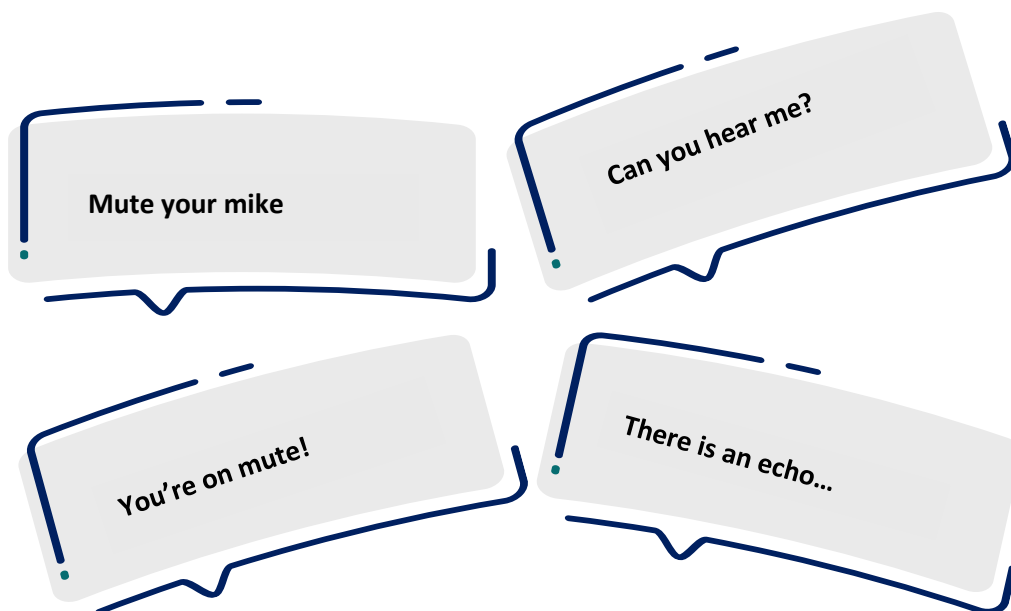 Mute your mike
Can you hear me?
You’re on mute!
There is an echo...